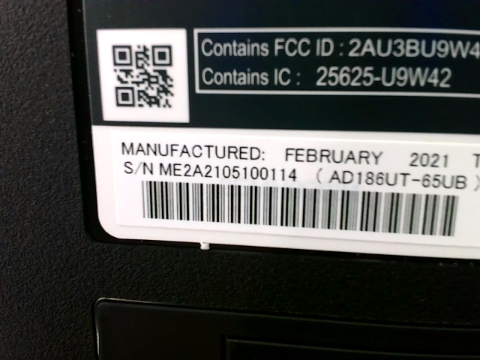 Contains FCC ID : 2AU3BU9W4
Contains IC : 25625-U9W42
MANUFACTURED: FEBRUARY 2021 T
S/N ME2A2105100114 ( AD186UT-65UB )